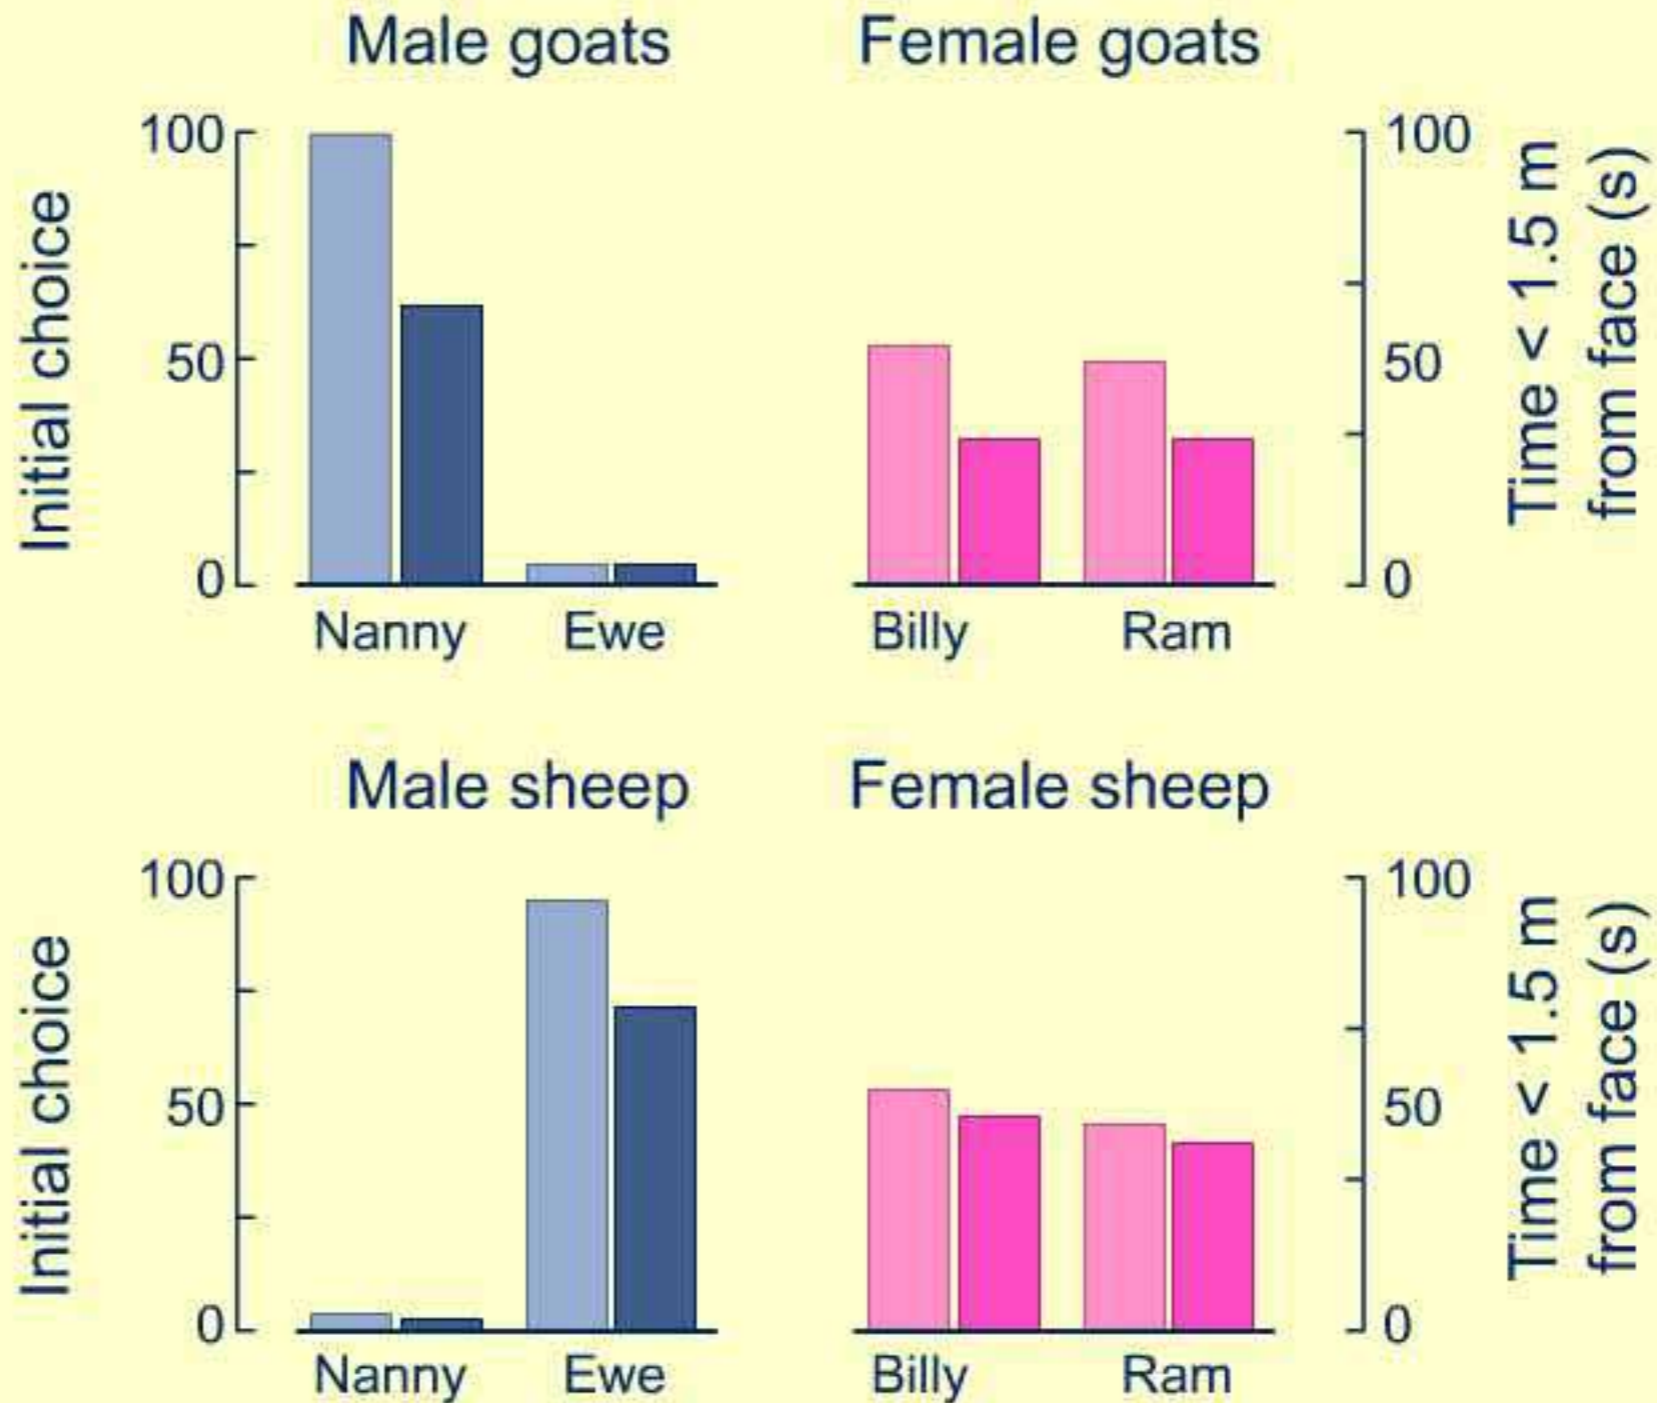 Male goats
Female goats
Initial choice
100
50
0
Nanny
Ewe
Billy
Ram
100
50
0
Time < 1.5 m
from face (s)
Male sheep
Female sheep
Initial choice
100
50
0
Nanny
Ewe
Billy
Ram
100
50
0
Time < 1.5 m
from face (s)